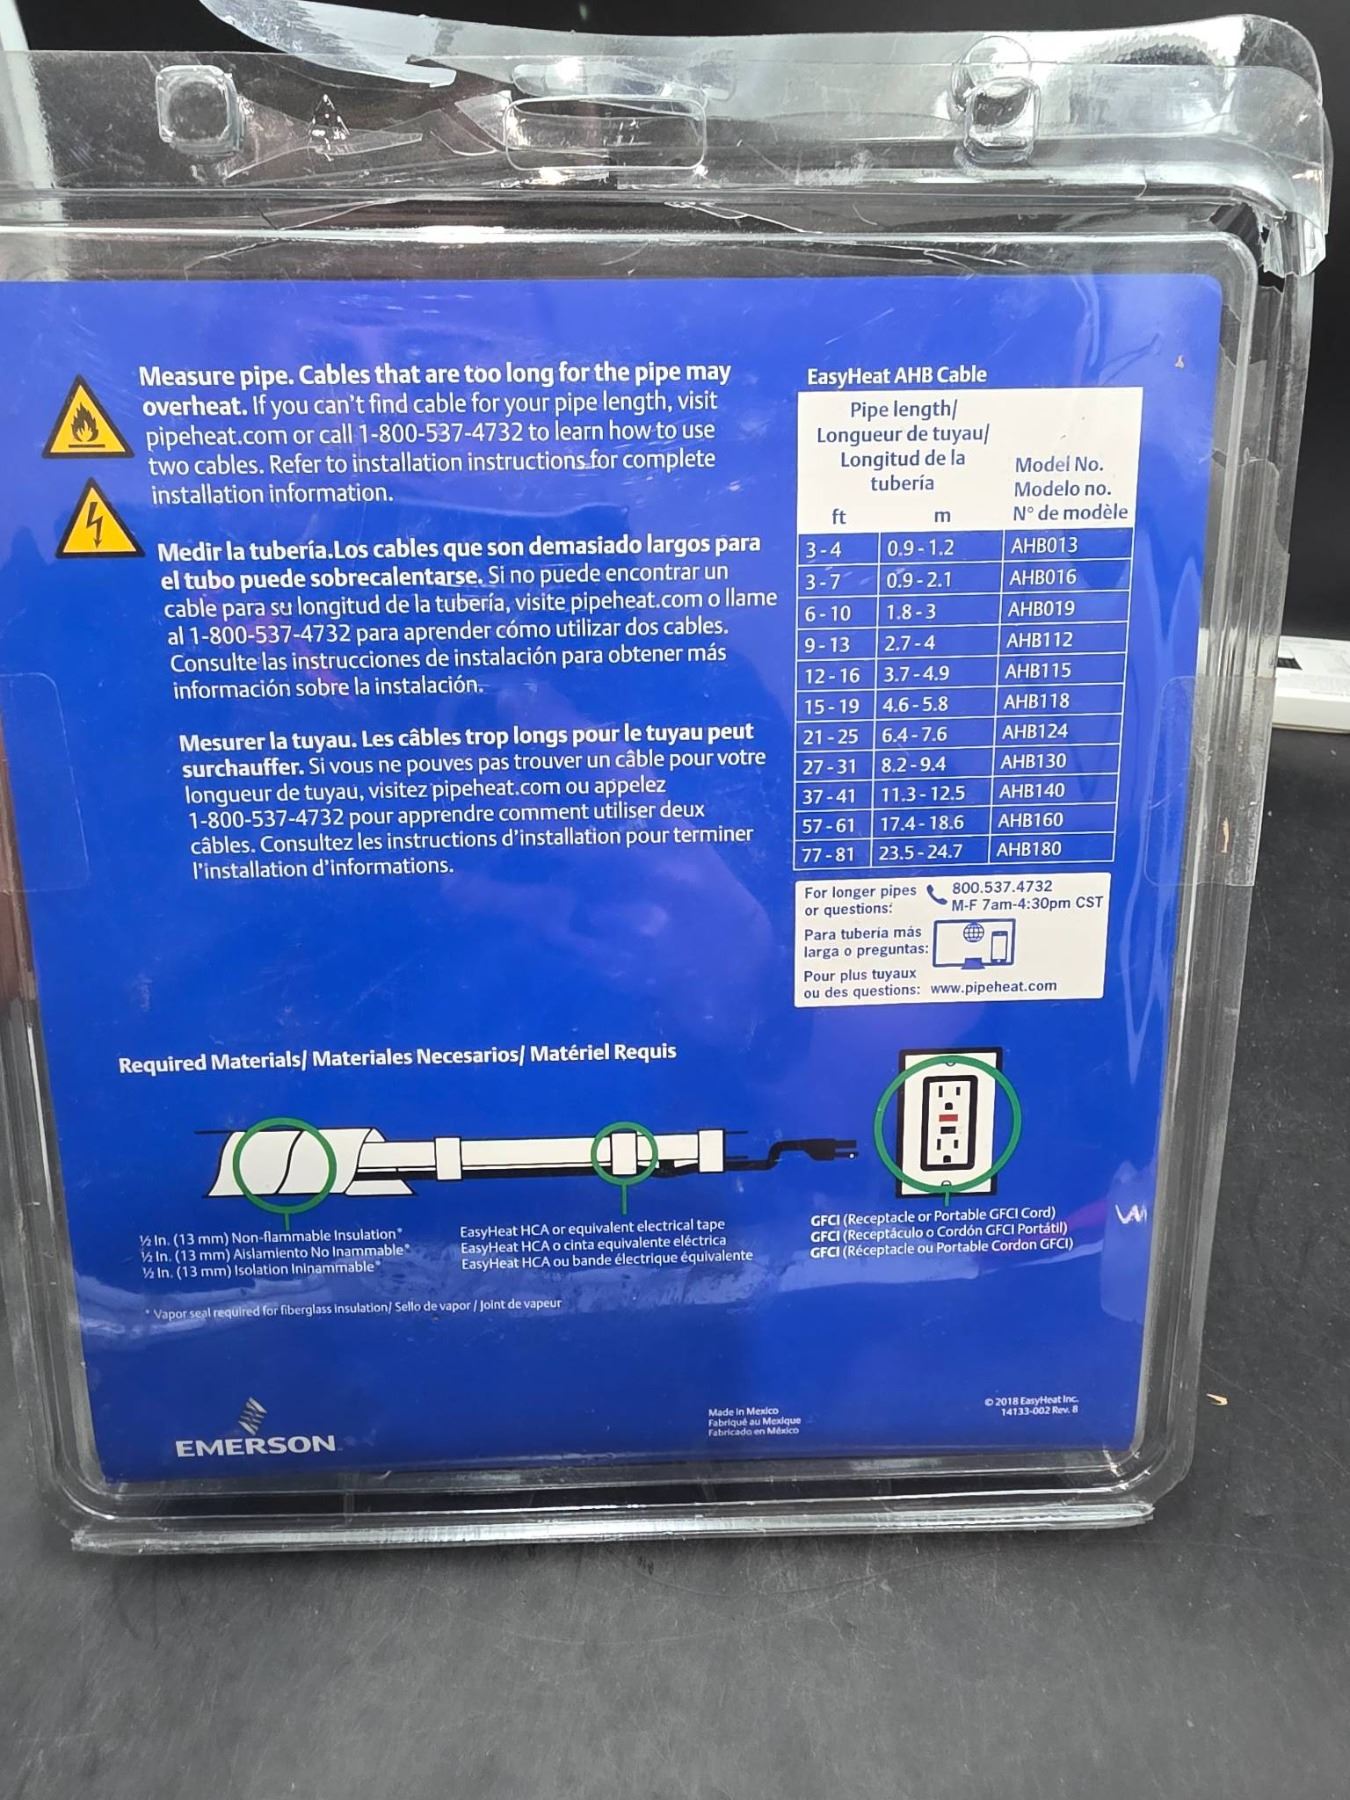 Measure pipe. Cables that are too long for the pipe may
overheat. If you can't find cable for your pipe length, visit
pipeheat.com or call 1-800-537-4732 to learn how to use
two cables. Refer to installation instructions for complete
installation information.
Medir la tubería.Los cables que son demasiado largos para
el tubo puede sobrecalentarse. Si no puede encontrar un
cable para su longitud de la tubería, visite pipeheat.com o llame
al 1-800-537-4732 para aprender cómo utilizar dos cables.
Consulte las instrucciones de instalación para obtener más
información sobre la instalación.
Mesurer la tuyau. Les câbles trop longs pour le tuyau peut
surchauffer. Si vous ne pouves pas trouver un câble pour votre
longueur de tuyau, visitez pipeheat.com ou appelez
1-800-537-4732 pour apprendre comment utiliser deux
câbles. Consultez les instructions d'installation pour terminer
l'installation d'informations.
EasyHeat AHB Cable
Pipe length/
Longueur de tuyau/
Longitud de la
tubería
Model No.
Modelo no.
N° de modèle
ft m
3 - 4 0.9 - 1.2 AHB013
3 - 7 0.9 - 2.1 AHB016
6 - 10 1.8 - 3 AHB019
9 - 13 2.7 - 4 AHB112
12 - 16 3.7 - 4.9 AHB115
15 - 19 4.6 - 5.8 AHB118
21 - 25 6.4 - 7.6 AHB124
27 - 31 8.2 - 9.4 AHB130
37 - 41 11.3 - 12.5 AHB140
57 - 61 17.4 - 18.6 AHB160
77 - 81 23.5 - 24.7 AHB180
For longer pipes
or questions:
800.537.4732
M-F 7am-4:30pm CST
Para tubería más
larga o preguntas:
Pour plus tuyaux
ou des questions: www.pipeheat.com
Required Materials/ Materiales Necesarios/ Matériel Requis
½ In. (13 mm) Non-flammable Insulation*
½ In. (13 mm) Aislamiento No Inammable*
½ In. (13 mm) Isolation Ininammable*
EasyHeat HCA or equivalent electrical tape
EasyHeat HCA o cinta equivalente eléctrica
EasyHeat HCA ou bande électrique équivalente
GFCI (Receptacle or Portable GFCI Cord)
GFCI (Receptáculo o Cordón GFCI Portátil)
GFCI (Réceptacle ou Portable Cordon GFCI)
* Vapor seal required for fiberglass insulation/ Sello de vapor / Joint de vapeur
EMERSON
Made in Mexico
Fabriqué au Mexique
Fabricado en México
© 2018 EasyHeat Inc.
14133-002 Rev. 8